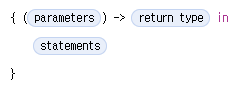 { (parameters) -> return type in
statements
}